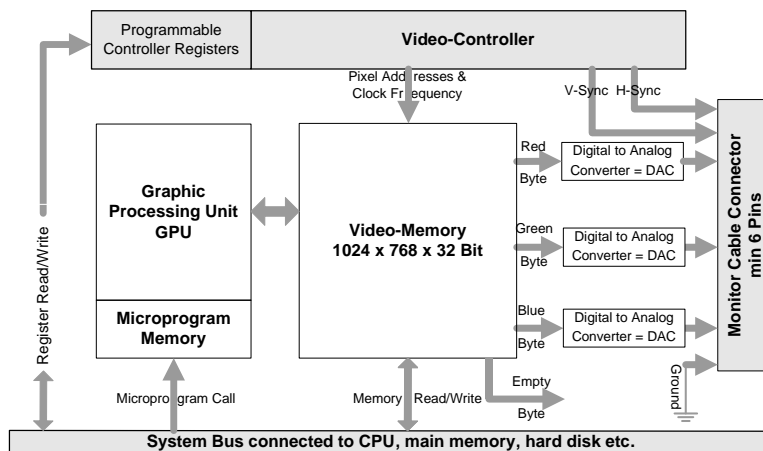 Programmable
Controller Registers
Video-Controller
Pixel Addresses &
Clock Frequency
V-Sync H-Sync
Register Read/Write
Graphic
Processing Unit
GPU
Microprogram
Memory
Video-Memory
1024 x 768 x 32 Bit
Red
Byte
Digital to Analog
Converter = DAC
Green
Byte
Digital to Analog
Converter = DAC
Blue
Byte
Digital to Analog
Converter = DAC
Monitor Cable Connector
min 6 Pins
Ground
Empty
Byte
Microprogram Call
Memory Read/Write
System Bus connected to CPU, main memory, hard disk etc.